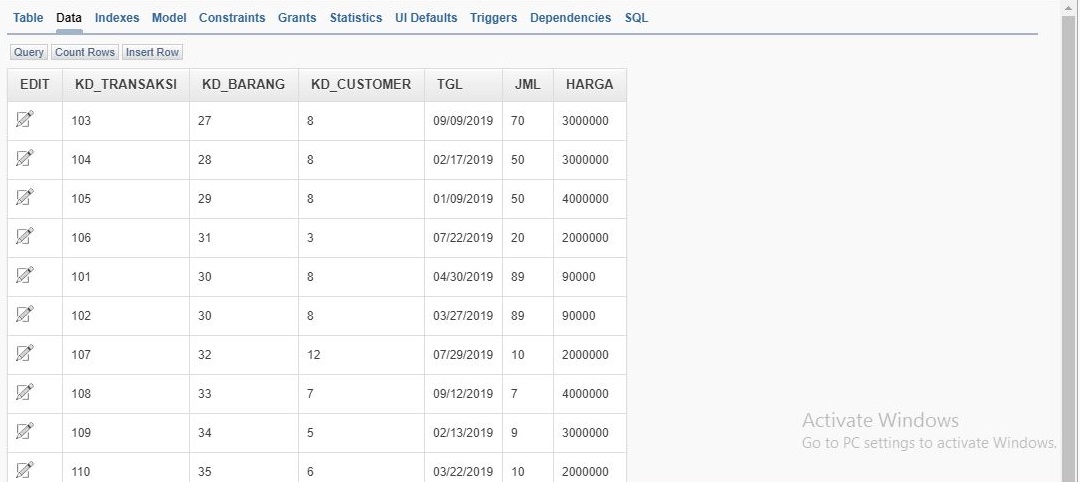 Table Data Indexes Model Constraints Grants Statistics UI Defaults Triggers Dependencies SQL
Query Count Rows Insert Row
EDIT KD_TRANSAKSI KD_BARANG KD_CUSTOMER TGL JML HARGA
103 27 8 09/09/2019 70 3000000
104 28 8 02/17/2019 50 3000000
105 29 8 01/09/2019 50 4000000
106 31 3 07/22/2019 20 2000000
101 30 8 04/30/2019 89 90000
102 30 8 03/27/2019 89 90000
107 32 12 07/29/2019 10 2000000
108 33 7 09/12/2019 7 4000000
109 34 5 02/13/2019 9 3000000
110 35 6 03/22/2019 10 2000000
Activate Windows
Go to PC settings to activate Windows.